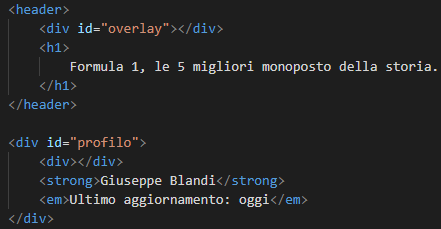 <header>
<div id="overlay"></div>
<h1>
Formula 1, le 5 migliori monoposto della storia.
</h1>
</header>
<div id="profilo">
<div></div>
<strong>Giuseppe Blandi</strong>
<em>Ultimo aggiornamento: oggi</em>
</div>